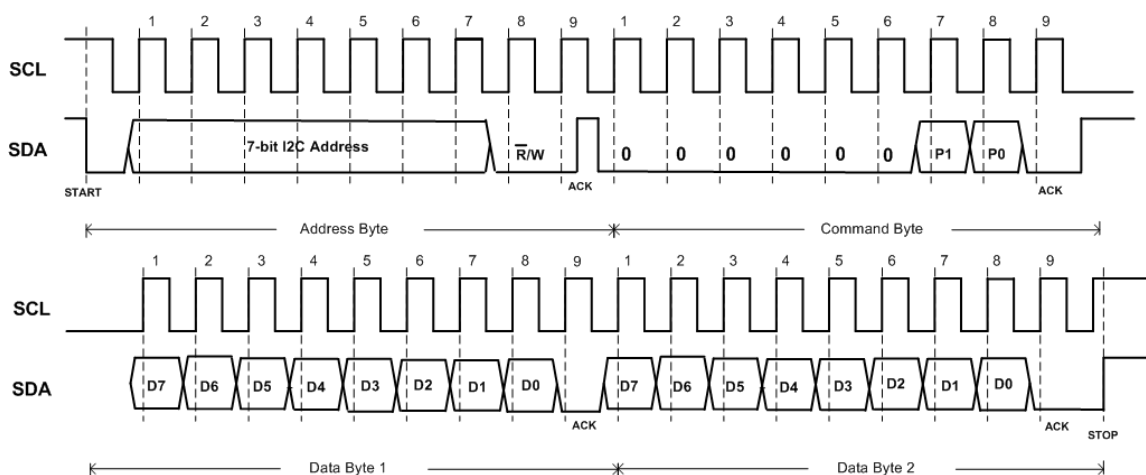 1 2 3 4 5 6 7 8 9 1 2 3 4 5 6 7 8 9
SCL
SDA 7-bit I2C Address R̅/W 0 0 0 0 0 0 P1 P0
START ACK ACK
Address Byte Command Byte
1 2 3 4 5 6 7 8 9 1 2 3 4 5 6 7 8 9
SCL
SDA D7 D6 D5 D4 D3 D2 D1 D0 D7 D6 D5 D4 D3 D2 D1 D0
ACK ACK STOP
Data Byte 1 Data Byte 2